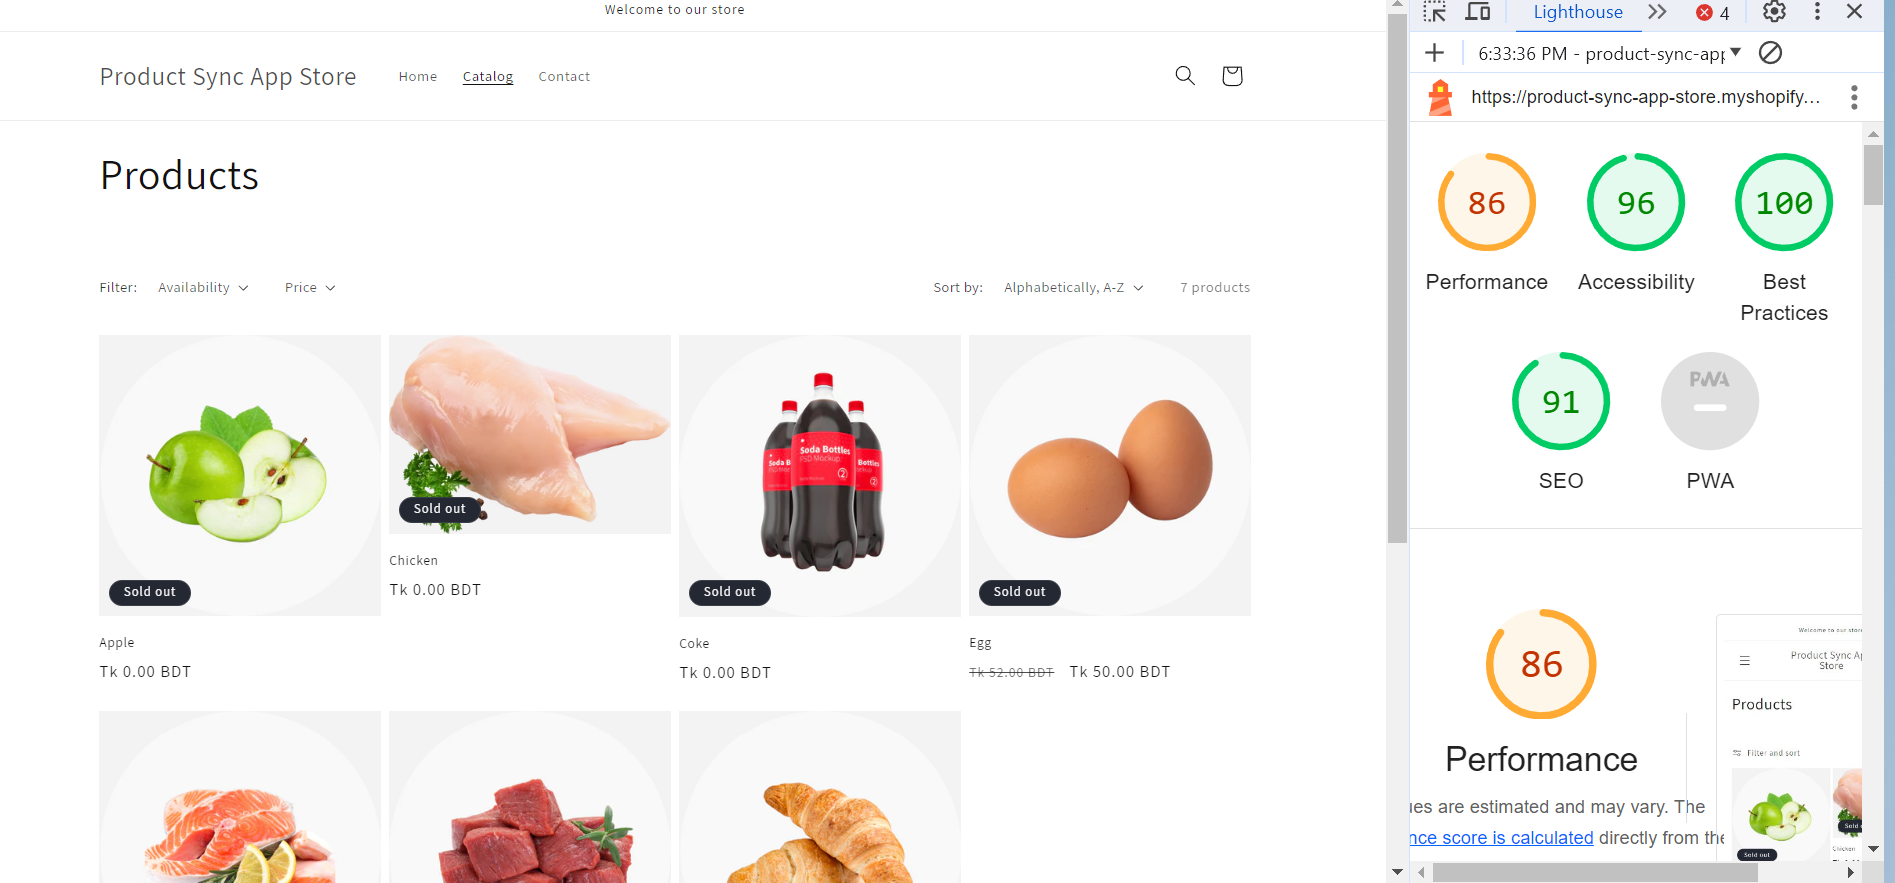 Welcome to our store
Product Sync App Store
Home
Catalog
Contact
Products
Filter:
Availability
Price
Sort by:
Alphabetically, A-Z
7 products
Sold out
Apple
Tk 0.00 BDT
Sold out
Chicken
Tk 0.00 BDT
Soda Bottles
PSD Mockup
2
Sold out
Coke
Tk 0.00 BDT
Sold out
Egg
Tk 52.00 BDT Tk 50.00 BDT
Lighthouse
4
6:33:36 PM - product-sync-app
https://product-sync-app-store.myshopify...
86
Performance
96
Accessibility
100
Best
Practices
91
SEO
PWA
PWA
86
Performance
ues are estimated and may vary. The
nce score is calculated directly from the
Welcome to our store
Product Sync Ap
Store
Products
Filter and sort
Sold out
Sold
Chicken